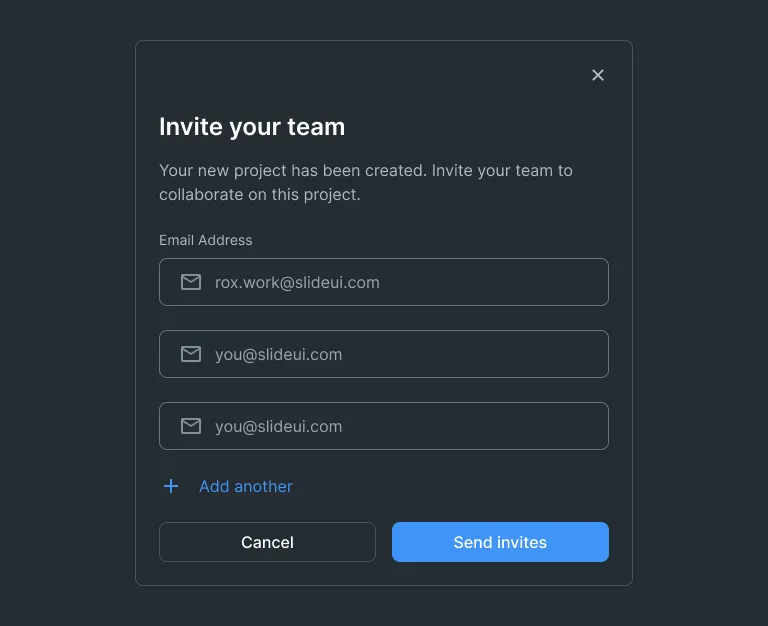 Invite your team
Your new project has been created. Invite your team to
collaborate on this project.
Email Address
rox.work@slideui.com
you@slideui.com
you@slideui.com
Add another
Cancel
Send invites